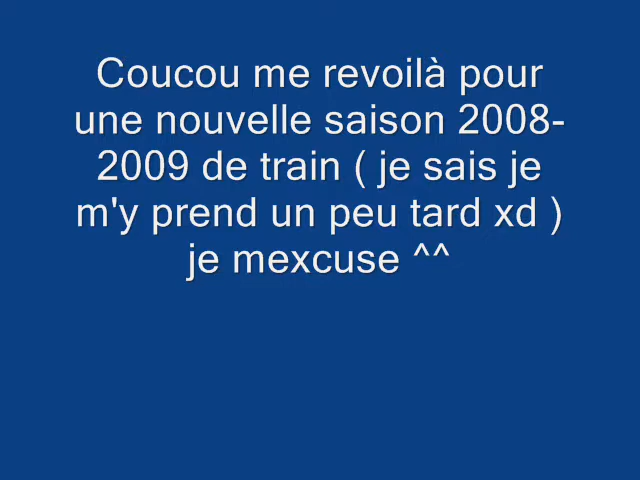 Coucou me revoilà pour
une nouvelle saison 2008-
2009 de train ( je sais je
m'y prend un peu tard xd )
je mexcuse ^^